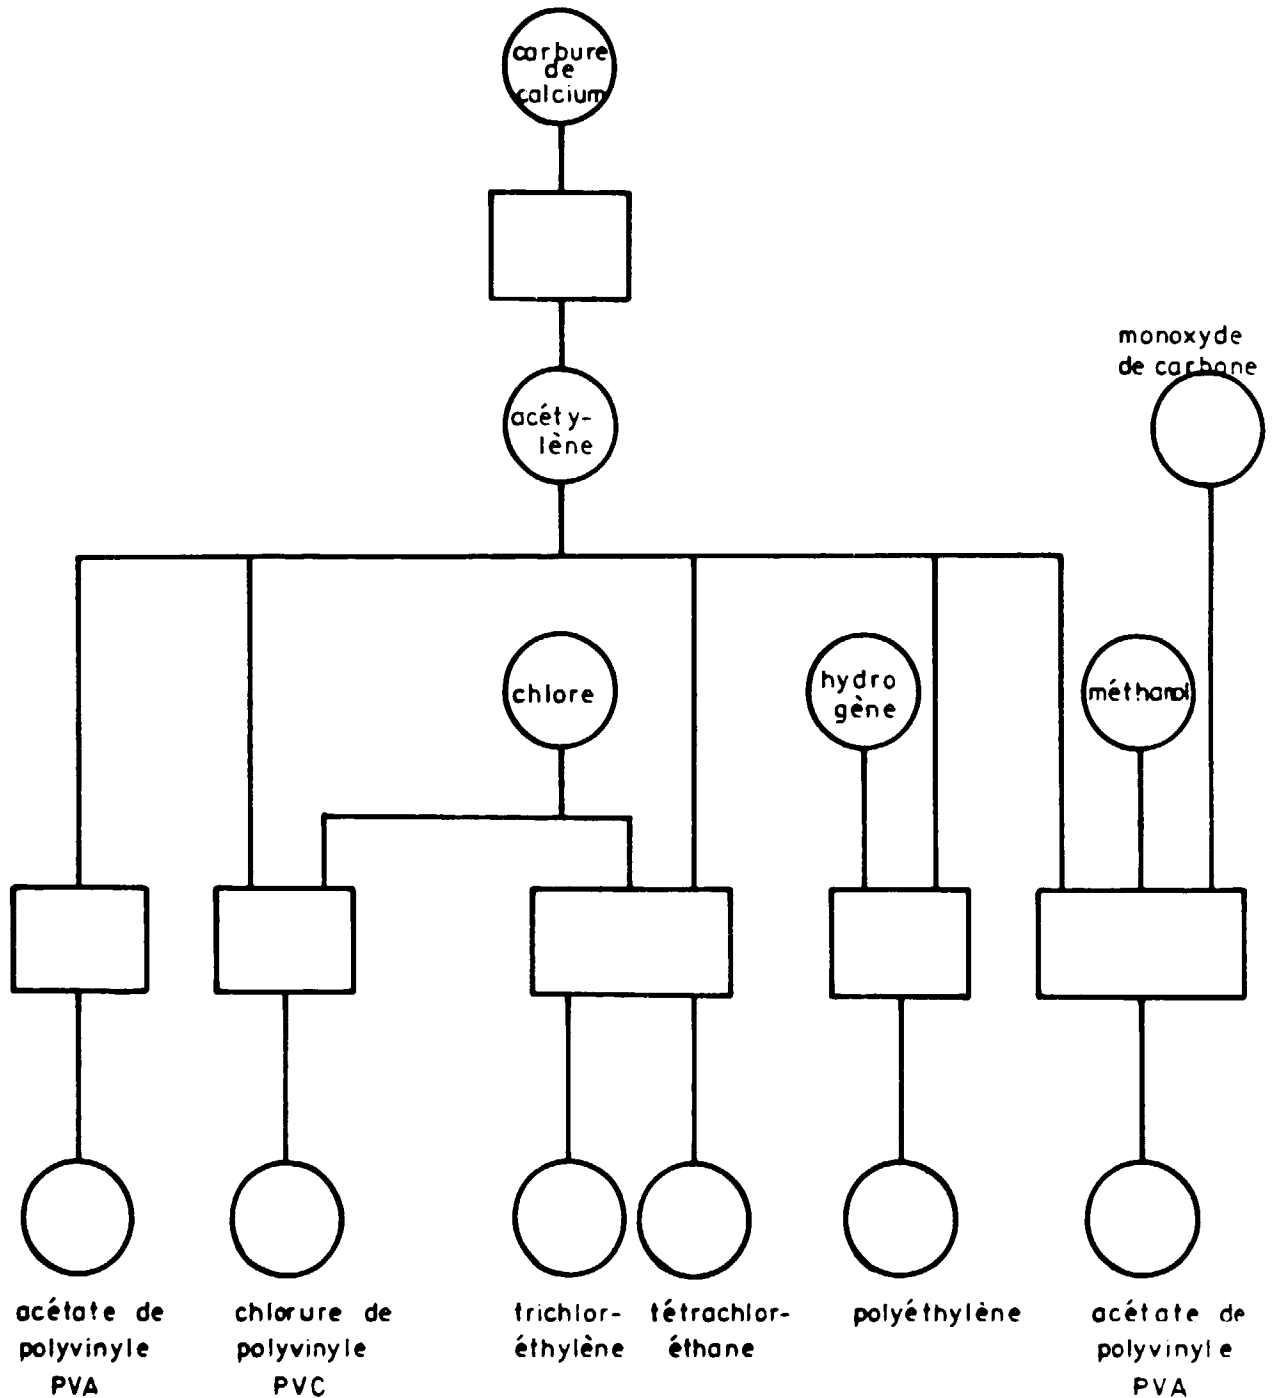 carbure
de
calcium
monoxyde
de carbone
acéty-
lène
chlore
hydro
gène
méthanol
acétate de
polyvinyle
PVA
chlorure de
polyvinyle
PVC
trichlor-
éthylène
tétrachlor-
éthane
polyéthylène
acétate de
polyvinyle
PVA